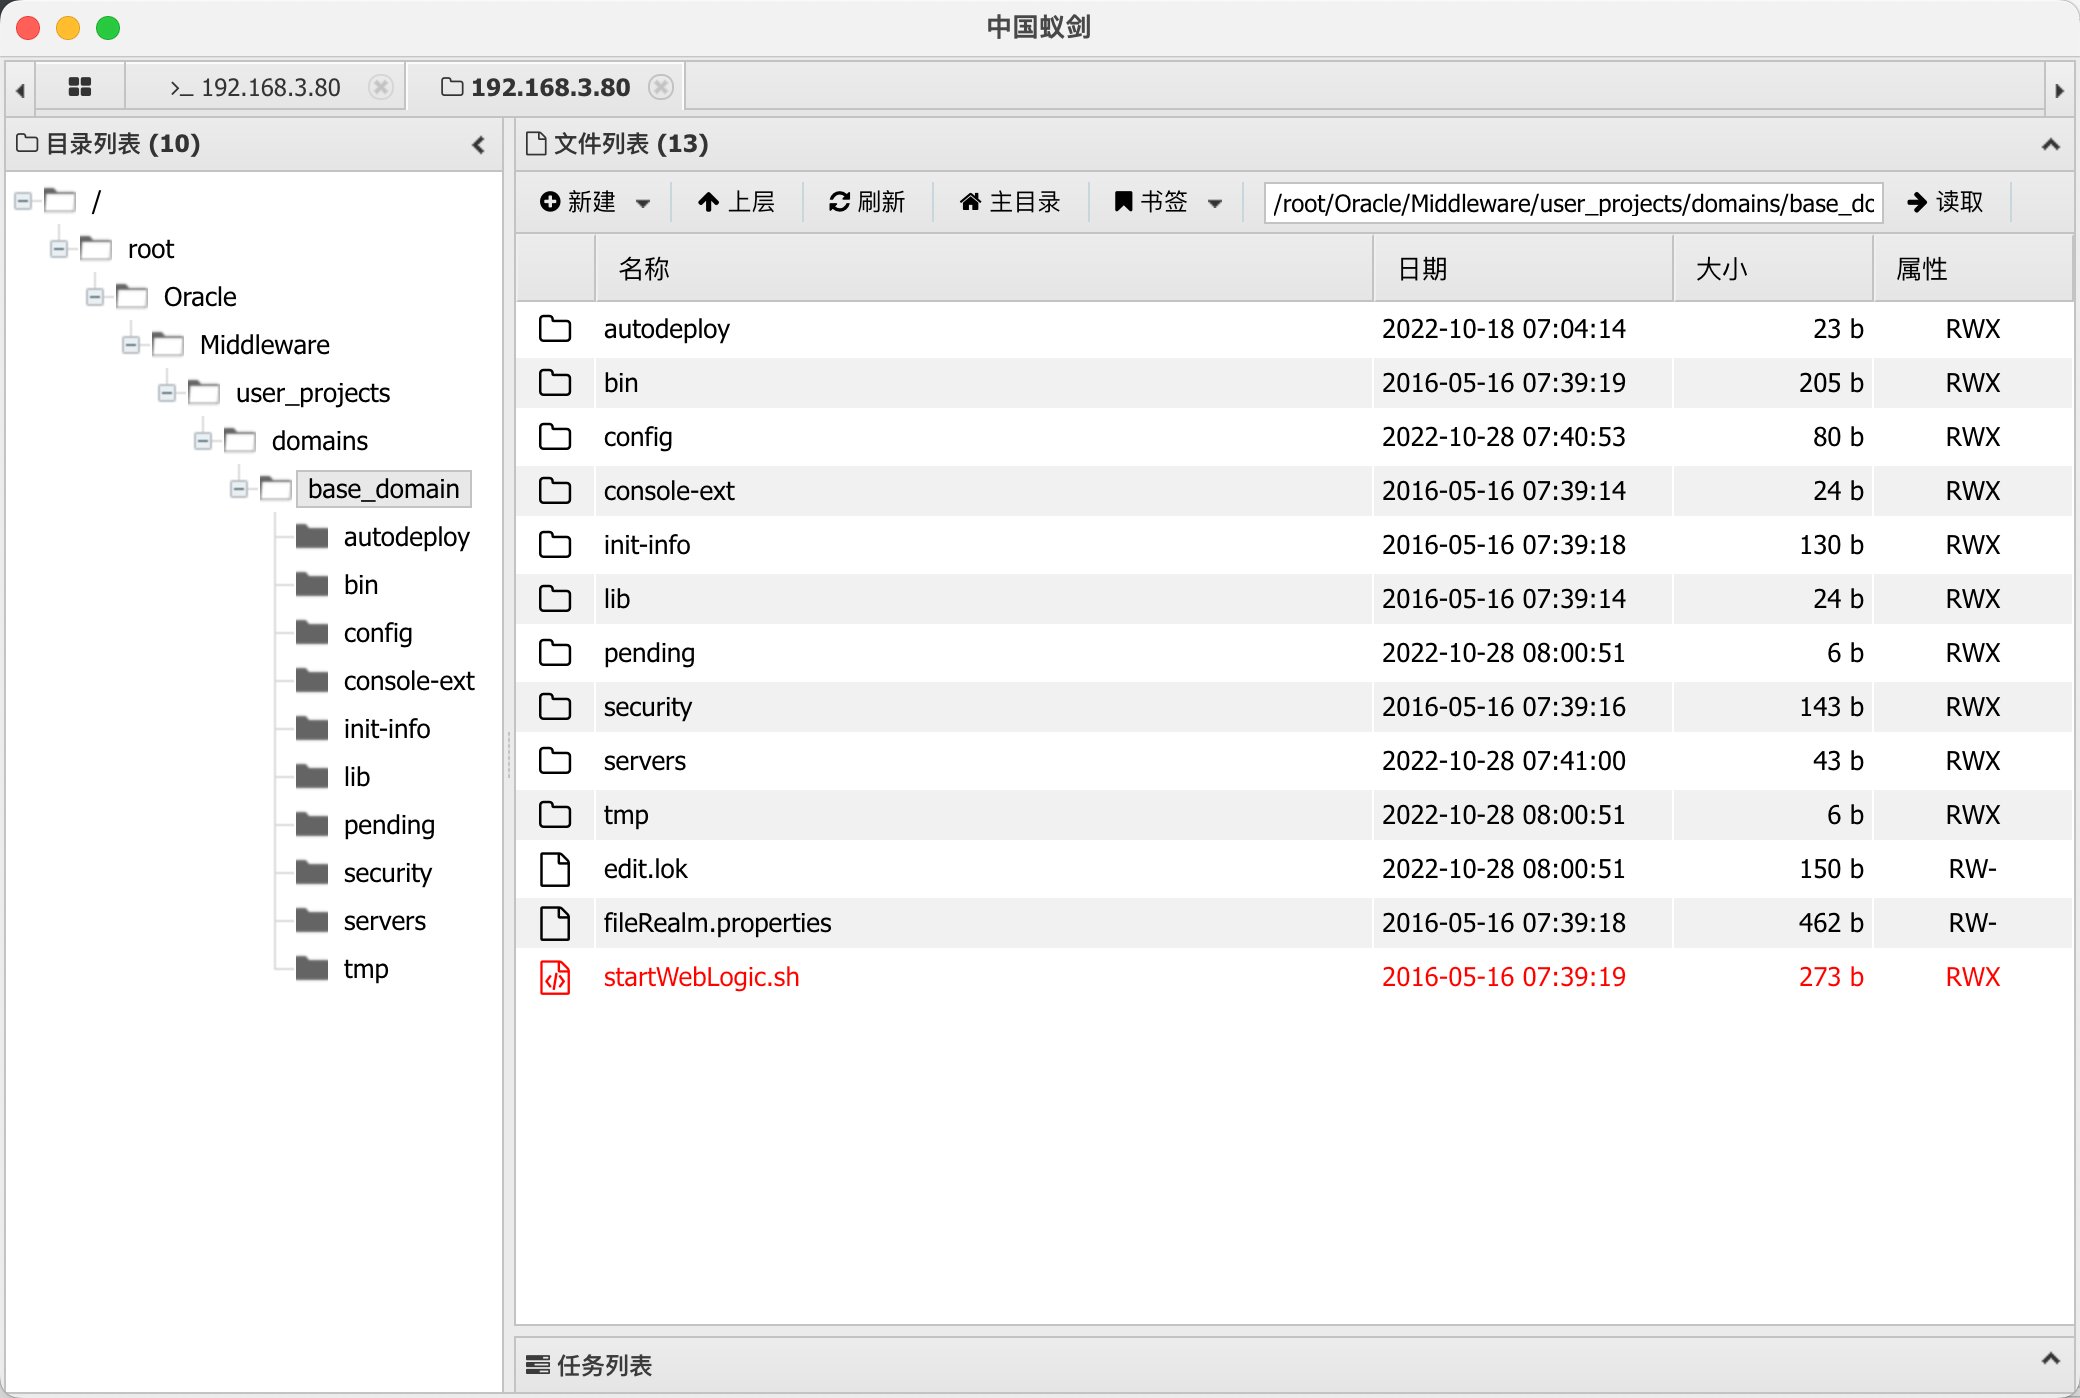 中国蚁剑
>_ 192.168.3.80
192.168.3.80
目录列表 (10)
/
root
Oracle
Middleware
user_projects
domains
base_domain
autodeploy
bin
config
console-ext
init-info
lib
pending
security
servers
tmp
文件列表 (13)
新建 上层 刷新 主目录 书签 /root/Oracle/Middleware/user_projects/domains/base_dc 读取
名称 日期 大小 属性
autodeploy 2022-10-18 07:04:14 23 b RWX
bin 2016-05-16 07:39:19 205 b RWX
config 2022-10-28 07:40:53 80 b RWX
console-ext 2016-05-16 07:39:14 24 b RWX
init-info 2016-05-16 07:39:18 130 b RWX
lib 2016-05-16 07:39:14 24 b RWX
pending 2022-10-28 08:00:51 6 b RWX
security 2016-05-16 07:39:16 143 b RWX
servers 2022-10-28 07:41:00 43 b RWX
tmp 2022-10-28 08:00:51 6 b RWX
edit.lok 2022-10-28 08:00:51 150 b RW-
fileRealm.properties 2016-05-16 07:39:18 462 b RW-
startWebLogic.sh 2016-05-16 07:39:19 273 b RWX
任务列表